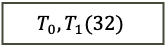 T₀, T₁(32)